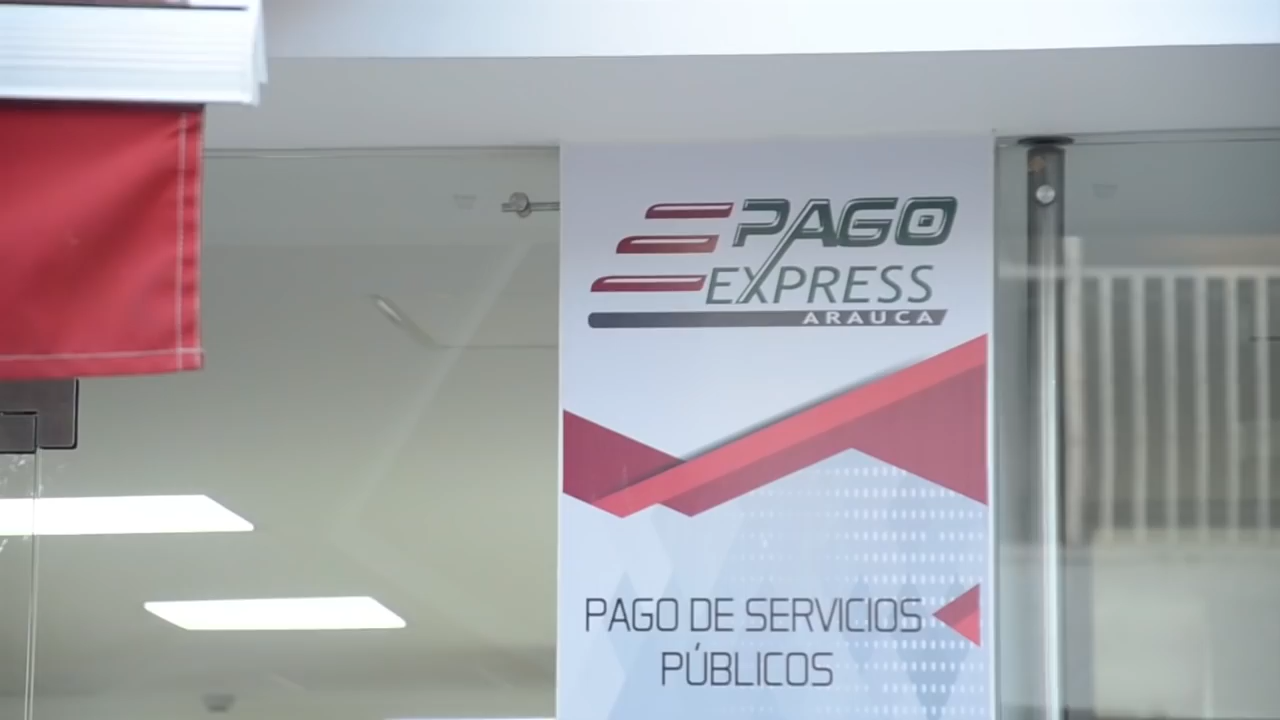 PAGO
EXPRESS
ARAUCA
PAGO DE SERVICIOS
PÚBLICOS